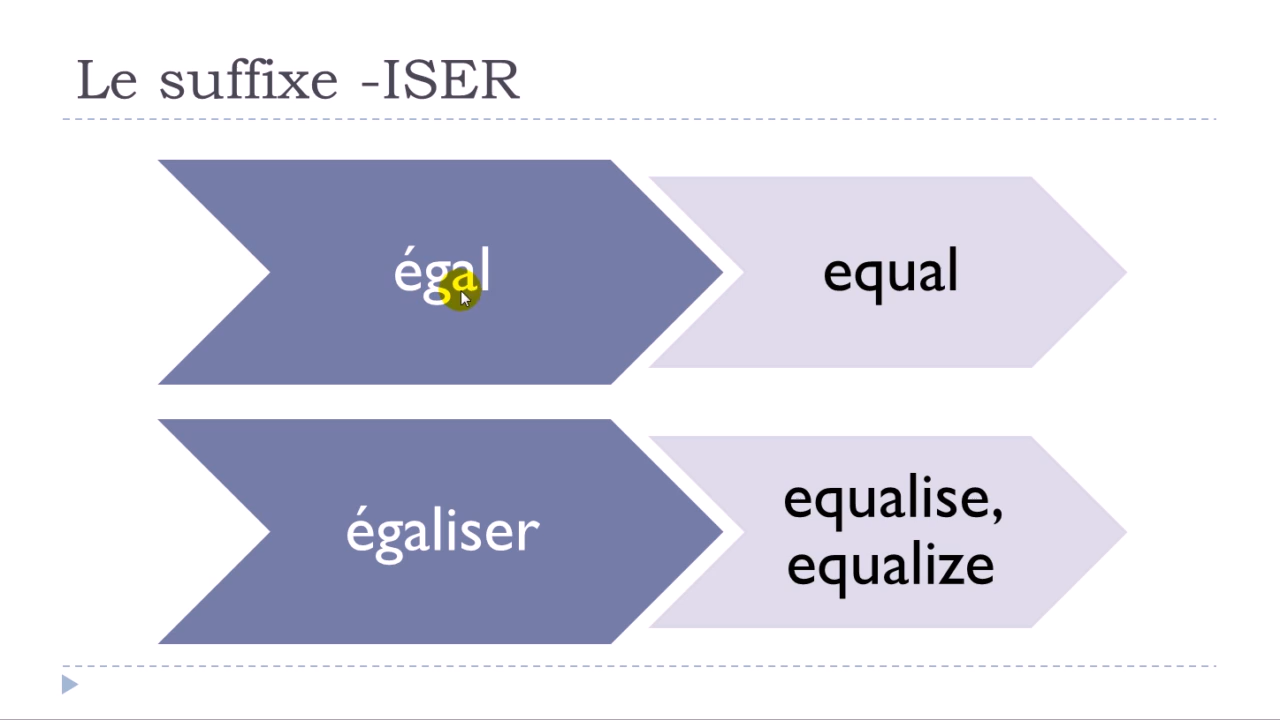 Le suffixe -ISER
égal
equal
égaliser
equalise,
equalize